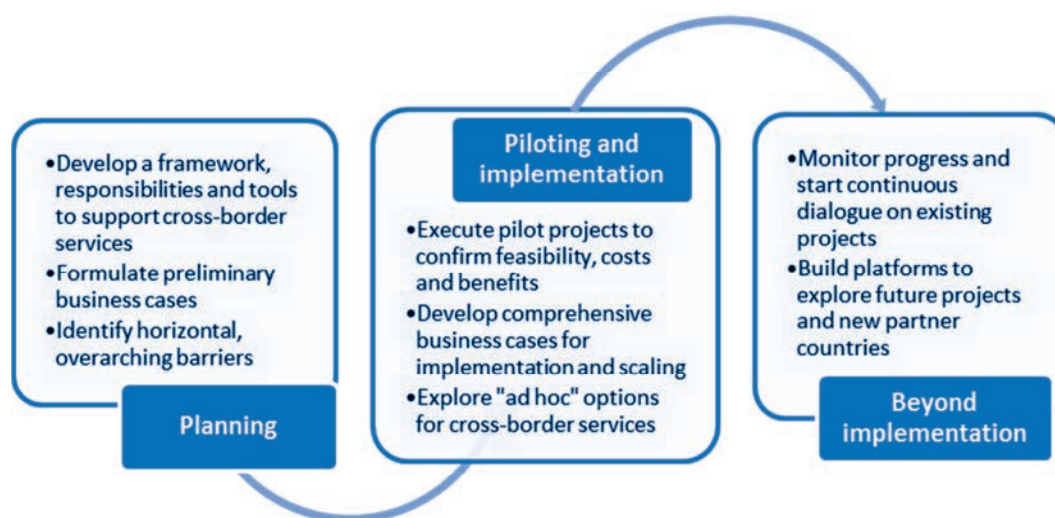 •Develop a framework,
responsibilities and tools
to support cross-border
services
•Formulate preliminary
business cases
•Identify horizontal,
overarching barriers
Planning
Piloting and
implementation
•Execute pilot projects to
confirm feasibility, costs
and benefits
•Develop comprehensive
business cases for
implementation and scaling
•Explore "ad hoc" options
for cross-border services
•Monitor progress and
start continuous
dialogue on existing
projects
•Build platforms to
explore future projects
and new partner
countries
Beyond
implementation